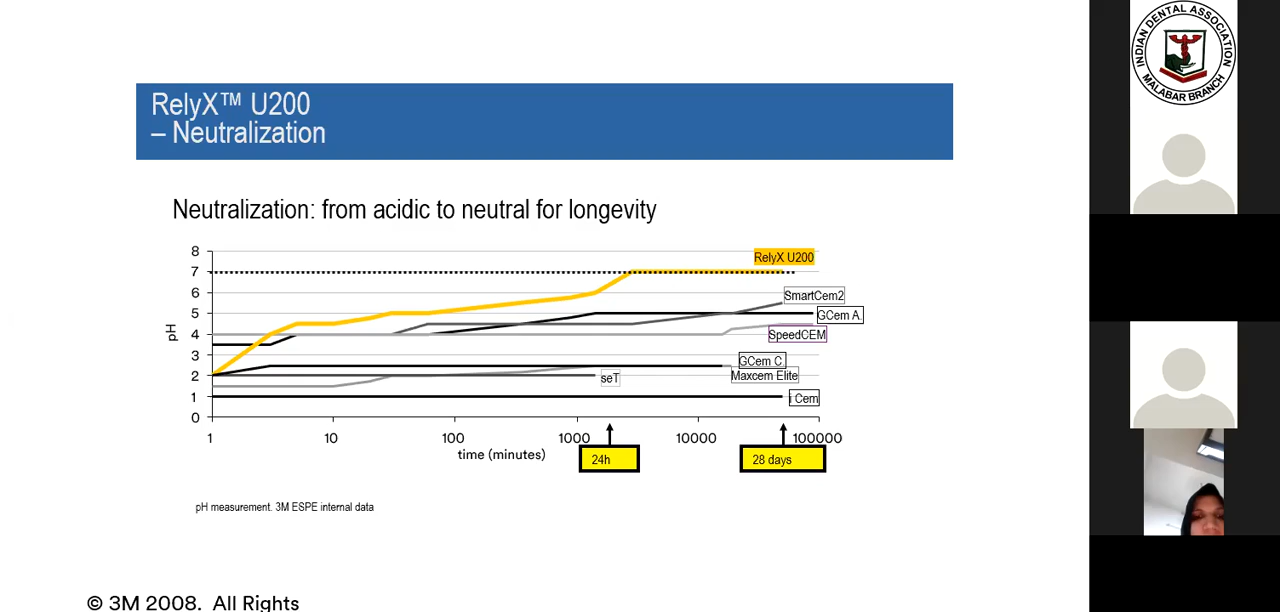 RelyX™ U200
– Neutralization
Neutralization: from acidic to neutral for longevity
8
7
6
5
4
3
2
1
0
pH
RelyX U200
SmartCem2
GCem A.
SpeedCEM
GCem C
Maxcem Elite
seT
i Cem
1
10
100
1000
10000
100000
time (minutes)
24h
28 days
pH measurement. 3M ESPE internal data
© 3M 2008. All Rights
INDIAN DENTAL ASSOCIATION
MALABAR BRANCH